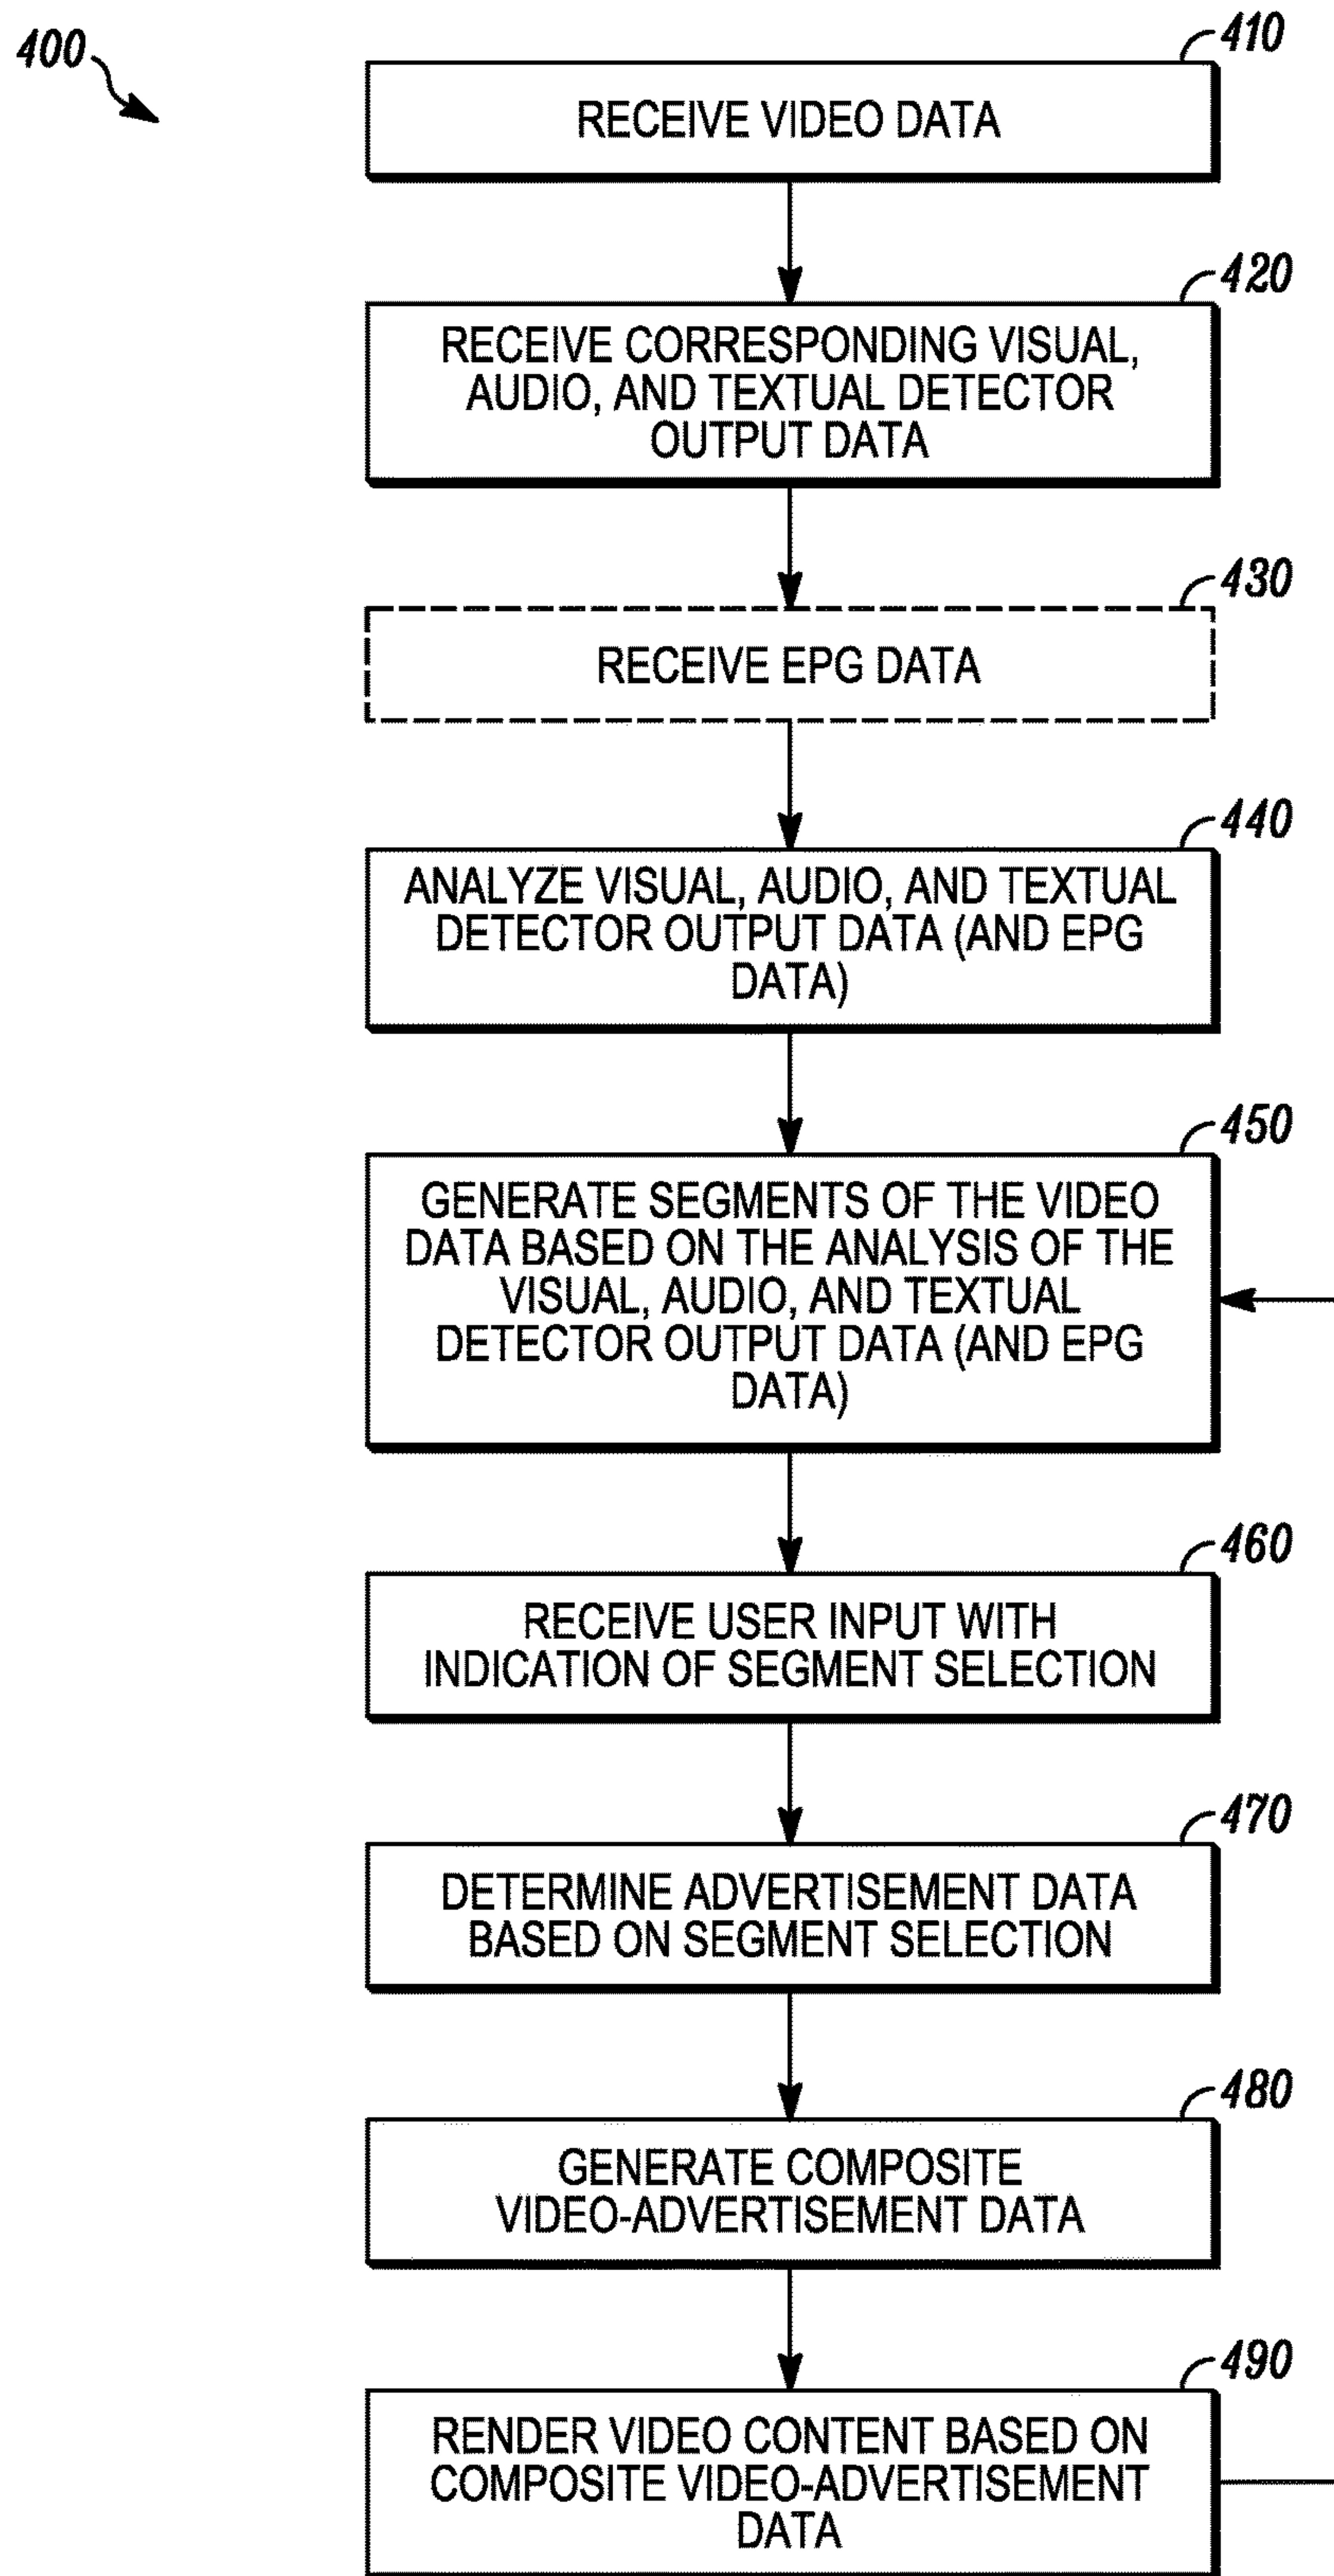 400
410
RECEIVE VIDEO DATA
420
RECEIVE CORRESPONDING VISUAL,
AUDIO, AND TEXTUAL DETECTOR
OUTPUT DATA
430
RECEIVE EPG DATA
440
ANALYZE VISUAL, AUDIO, AND TEXTUAL
DETECTOR OUTPUT DATA (AND EPG
DATA)
450
GENERATE SEGMENTS OF THE VIDEO
DATA BASED ON THE ANALYSIS OF THE
VISUAL, AUDIO, AND TEXTUAL
DETECTOR OUTPUT DATA (AND EPG
DATA)
460
RECEIVE USER INPUT WITH
INDICATION OF SEGMENT SELECTION
470
DETERMINE ADVERTISEMENT DATA
BASED ON SEGMENT SELECTION
480
GENERATE COMPOSITE
VIDEO-ADVERTISEMENT DATA
490
RENDER VIDEO CONTENT BASED ON
COMPOSITE VIDEO-ADVERTISEMENT
DATA